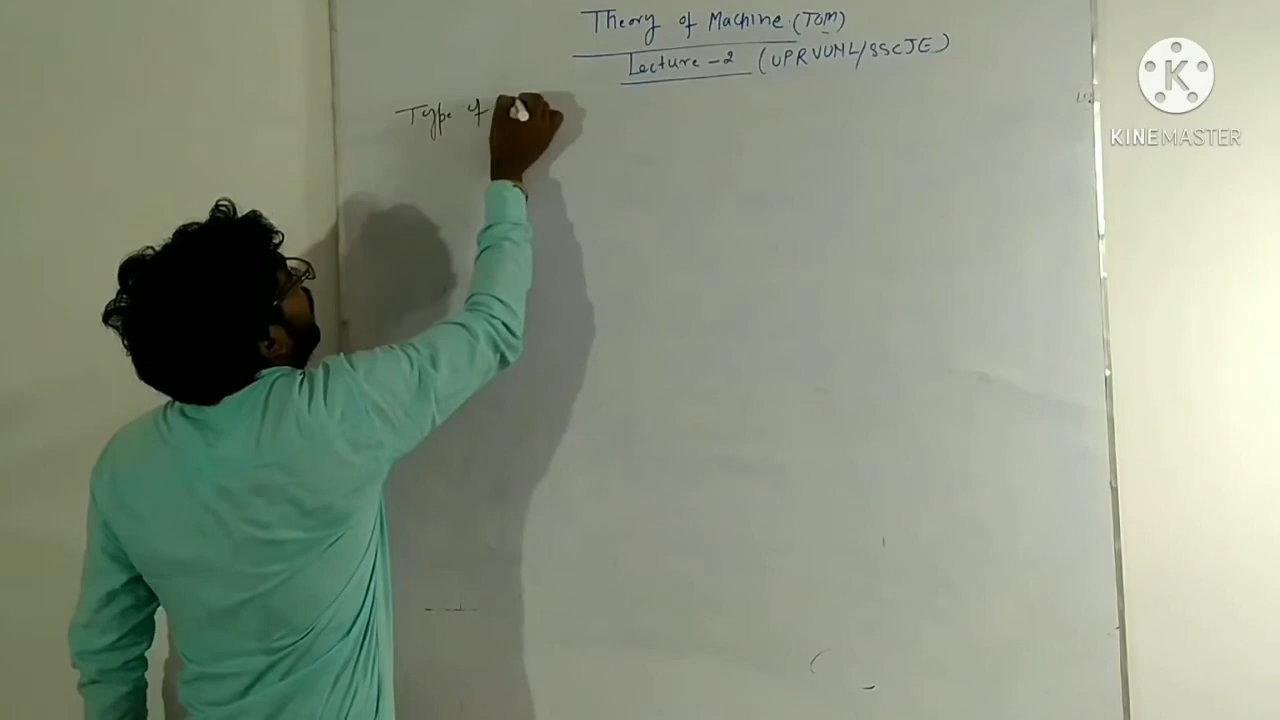 Theory of Machine (TOM)
Lecture - 2 (UPRVUNL/SSCJE)
Type of
K
KINEMASTER